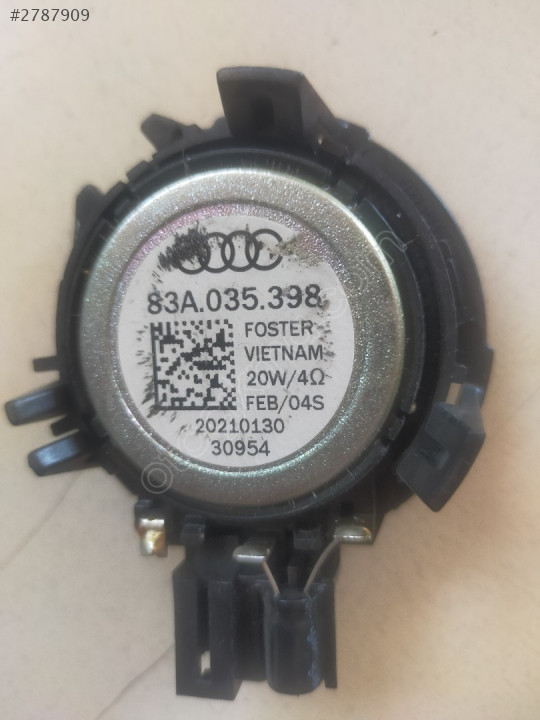 #2787909
83A.035.398
FOSTER
VIETNAM
20W/4Ω
FEB/04S
20210130
30954